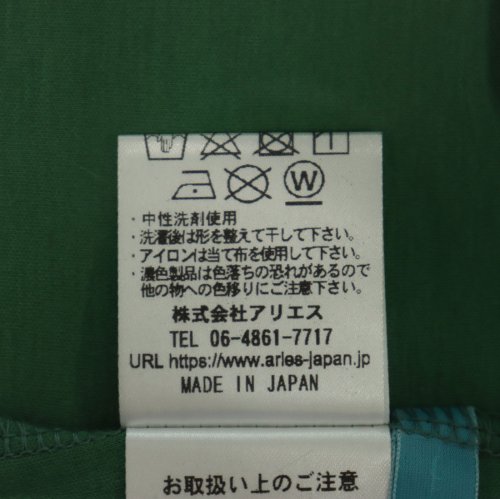 W
・中性洗剤使用
・洗濯後は形を整えて干して下さい。
・アイロンは当て布を使用して下さい。
・濃色製品は色落ちの恐れがあるので
他の物への色移りにご注意下さい。
株式会社アリエス
TEL 06-4861-7717
URL https://www.arles-japan.jp
MADE IN JAPAN
お取扱い上のご注意